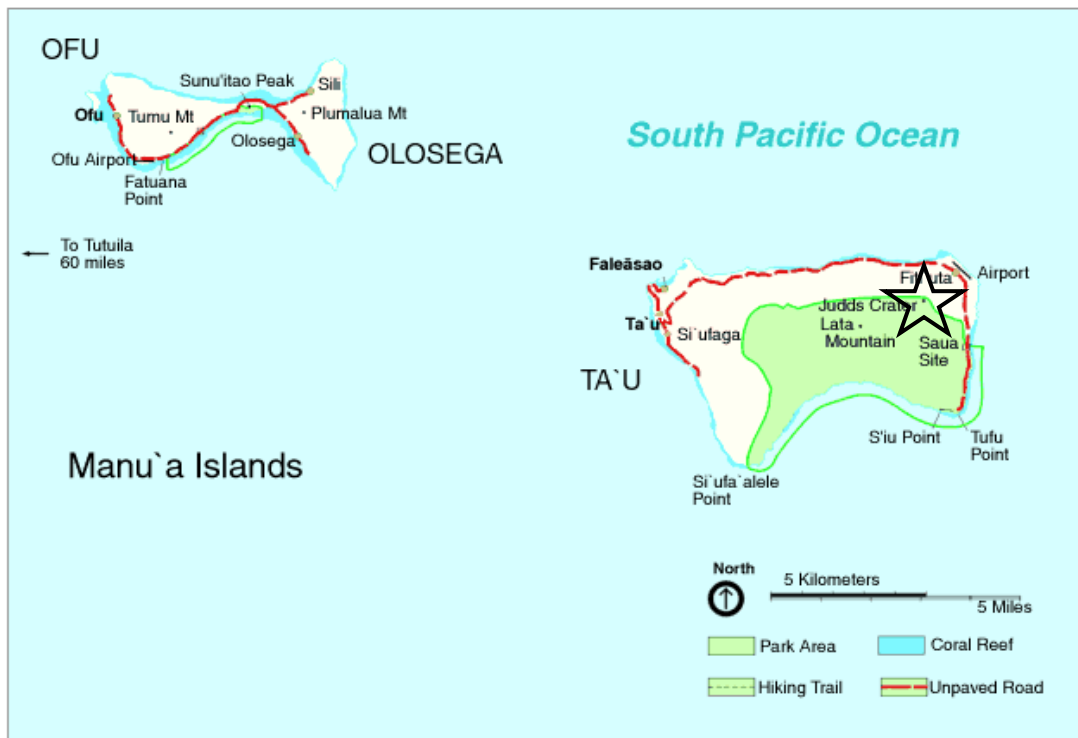 OFU
Sunu'itao Peak
Sili
Ofu
Tumu Mt
Plumalua Mt
Olosega
OLOSEGA
Ofu Airport
Fatuana
Point
South Pacific Ocean
To Tutuila
60 miles
Faleāsao
Airport
Judds Crater
Ta`u
Si`ufaga
Lata
Mountain
Saua
Site
TA`U
S'iu Point
Tufu
Point
Manu`a Islands
Si`ufa`alele
Point
North
5 Kilometers
5 Miles
Park Area
Coral Reef
Hiking Trail
Unpaved Road